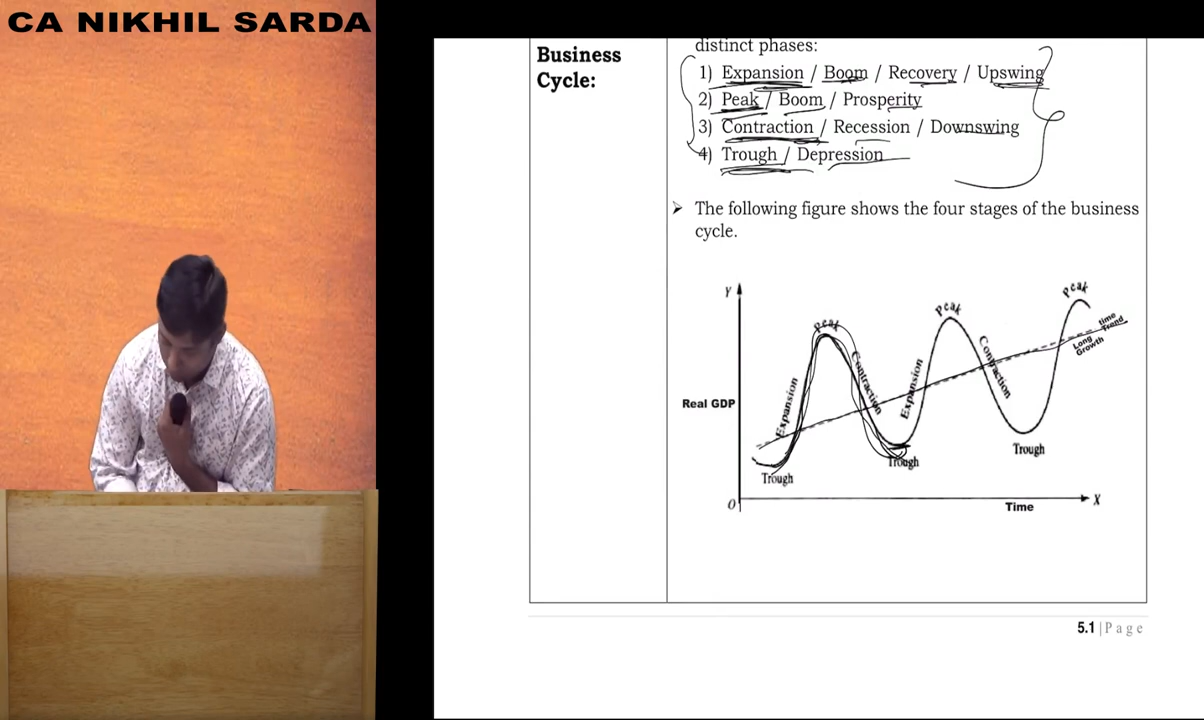 CA NIKHIL SARDA
Business
Cycle:
distinct phases:
1) Expansion / Boom / Recovery / Upswing
2) Peak / Boom / Prosperity
3) Contraction / Recession / Downswing
4) Trough / Depression
➤ The following figure shows the four stages of the business
cycle.
Y
Peak
Peak
Peak
time
Trend
Long
Growth
Expansion
Contraction
Expansion
Contraction
Real GDP
Trough
Trough
Trough
O
X
Time
5.1 | Page